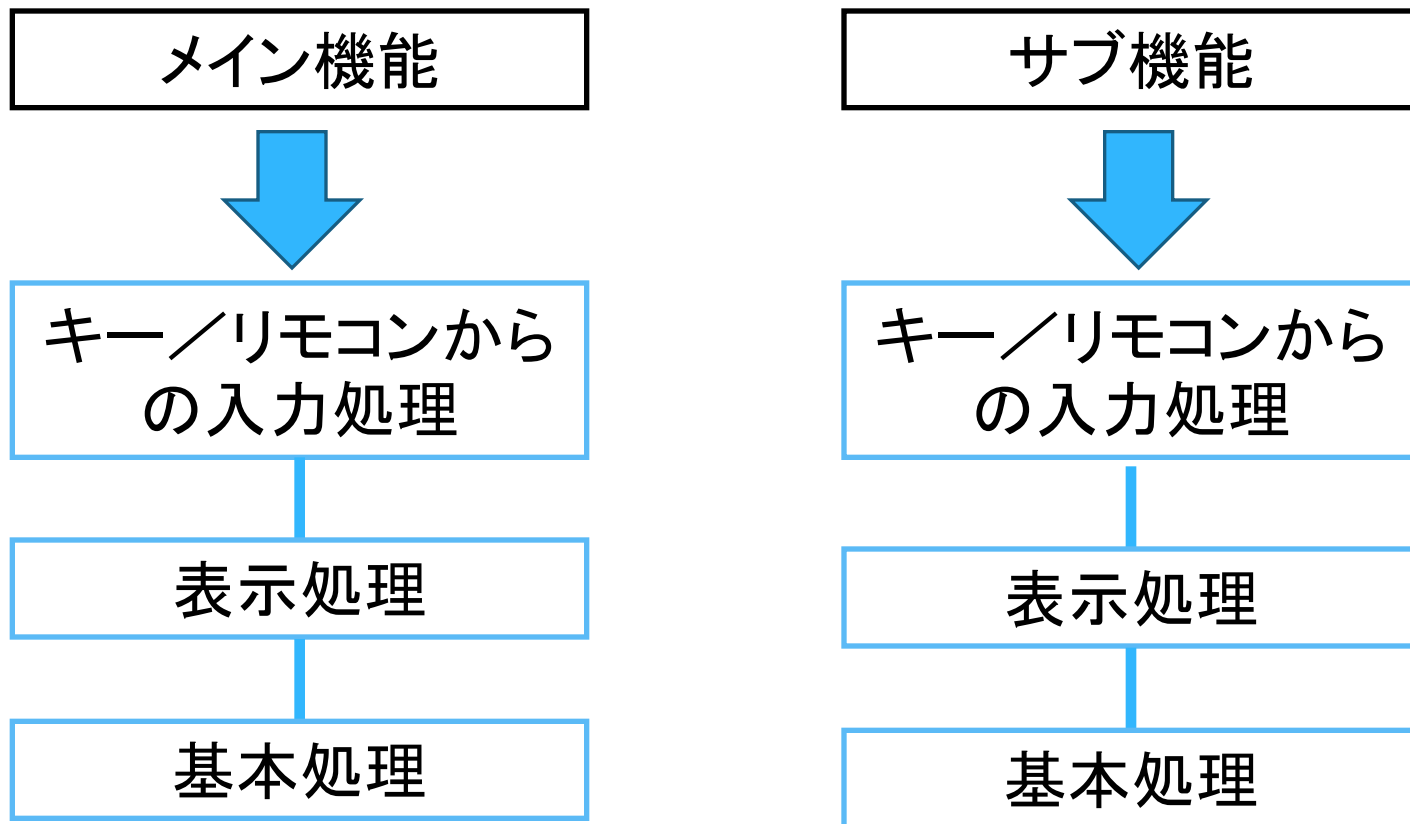 メイン機能
キー／リモコンから
の入力処理
表示処理
基本処理
サブ機能
キー／リモコンから
の入力処理
表示処理
基本処理